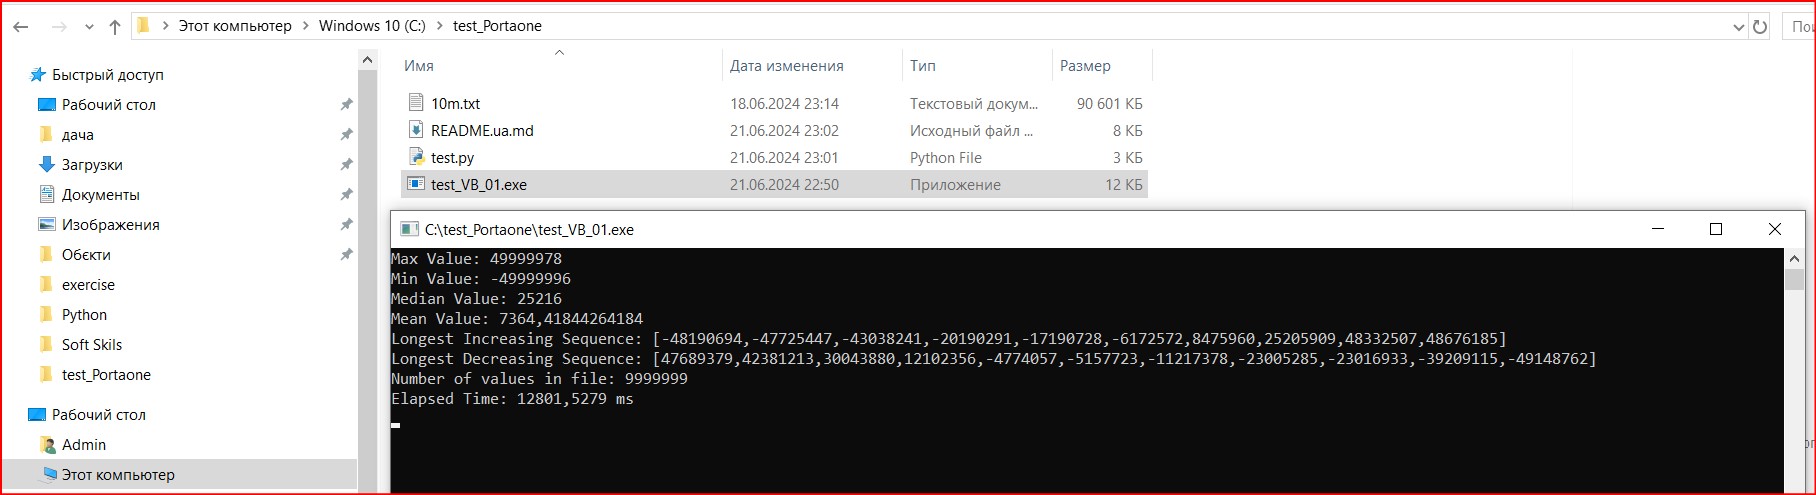 Этот компьютер > Windows 10 (C:) > test_Portaone
Быстрый доступ
Рабочий стол
дача
Загрузки
Документы
Изображения
Обєкти
exercise
Python
Soft Skils
test_Portaone
Рабочий стол
Admin
Этот компьютер
Имя Дата изменения Тип Размер
10m.txt 18.06.2024 23:14 Текстовый докум... 90 601 КБ
README.ua.md 21.06.2024 23:02 Исходный файл ... 8 КБ
test.py 21.06.2024 23:01 Python File 3 КБ
test_VB_01.exe 21.06.2024 22:50 Приложение 12 КБ
C:\test_Portaone\test_VB_01.exe
Max Value: 49999978
Min Value: -49999996
Median Value: 25216
Mean Value: 7364,41844264184
Longest Increasing Sequence: [-48190694,-47725447,-43038241,-20190291,-17190728,-6172572,8475960,25205909,48332507,48676185]
Longest Decreasing Sequence: [47689379,42381213,30043880,12102356,-4774057,-5157723,-11217378,-23005285,-23016933,-39209115,-49148762]
Number of values in file: 9999999
Elapsed Time: 12801,5279 ms